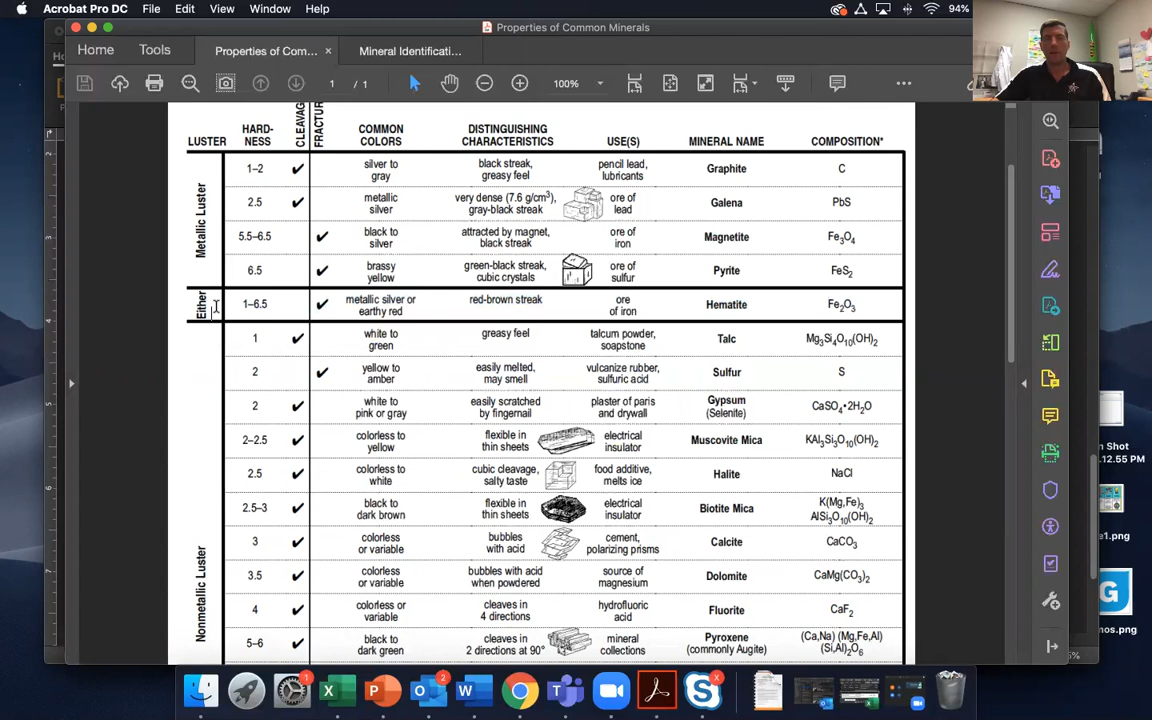 Acrobat Pro DC File Edit View Window Help 94%
Properties of Common Minerals
Home Tools Properties of Com... × Mineral Identificati...
1 / 1 100%
LUSTER HARD-NESS CLEAVAG FRACTUR COMMON COLORS DISTINGUISHING CHARACTERISTICS USE(S) MINERAL NAME COMPOSITION*
Metallic Luster
1–2 ✔ silver to gray black streak, greasy feel pencil lead, lubricants Graphite C
2.5 ✔ metallic silver very dense (7.6 g/cm³), gray-black streak ore of lead Galena PbS
5.5–6.5 ✔ black to silver attracted by magnet, black streak ore of iron Magnetite Fe₃O₄
6.5 ✔ brassy yellow green-black streak, cubic crystals ore of sulfur Pyrite FeS₂
Either
1–6.5 ✔ metallic silver or earthy red red-brown streak ore of iron Hematite Fe₂O₃
Nonmetallic Luster
1 ✔ white to green greasy feel talcum powder, soapstone Talc Mg₃Si₄O₁₀(OH)₂
2 ✔ yellow to amber easily melted, may smell vulcanize rubber, sulfuric acid Sulfur S
2 ✔ white to pink or gray easily scratched by fingernail plaster of paris and drywall Gypsum (Selenite) CaSO₄•2H₂O
2–2.5 ✔ colorless to yellow flexible in thin sheets electrical insulator Muscovite Mica KAl₃Si₃O₁₀(OH)₂
2.5 ✔ colorless to white cubic cleavage, salty taste food additive, melts ice Halite NaCl
2.5–3 ✔ black to dark brown flexible in thin sheets electrical insulator Biotite Mica K(Mg,Fe)₃ AlSi₃O₁₀(OH)₂
3 ✔ colorless or variable bubbles with acid cement, polarizing prisms Calcite CaCO₃
3.5 ✔ colorless or variable bubbles with acid when powdered source of magnesium Dolomite CaMg(CO₃)₂
4 ✔ colorless or variable cleaves in 4 directions hydrofluoric acid Fluorite CaF₂
5–6 ✔ black to dark green cleaves in 2 directions at 90° mineral collections Pyroxene (commonly Augite) (Ca,Na) (Mg,Fe,Al) (Si,Al)₂O₆
n Shot
.12.55 PM
e1.png
mos.png